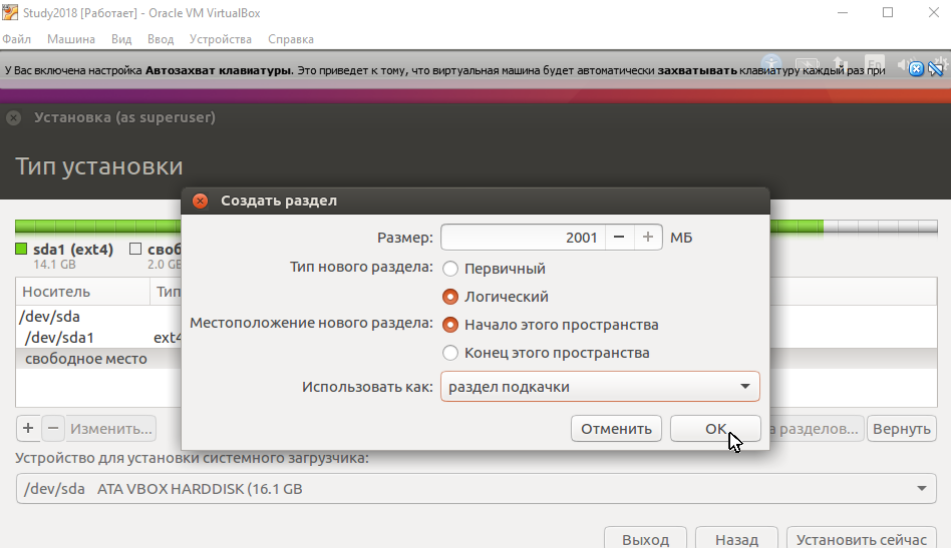 Study2018 [Работает] - Oracle VM VirtualBox
Файл Машина Вид Ввод Устройства Справка
У Вас включена настройка Автозахват клавиатуры. Это приведет к тому, что виртуальная машина будет автоматически захватывать клавиатуру каждый раз при
Установка (as superuser)
Тип установки
Создать раздел
Размер: 2001 − + МБ
Тип нового раздела: Первичный
Логический
Местоположение нового раздела: Начало этого пространства
Конец этого пространства
Использовать как: раздел подкачки
Отменить OK
sda1 (ext4) своб
14.1 GB 2.0 GB
Носитель Тип
/dev/sda
/dev/sda1 ext4
свободное место
+ − Изменить... разделов... Вернуть
Устройство для установки системного загрузчика:
/dev/sda ATA VBOX HARDDISK (16.1 GB
Выход Назад Установить сейчас